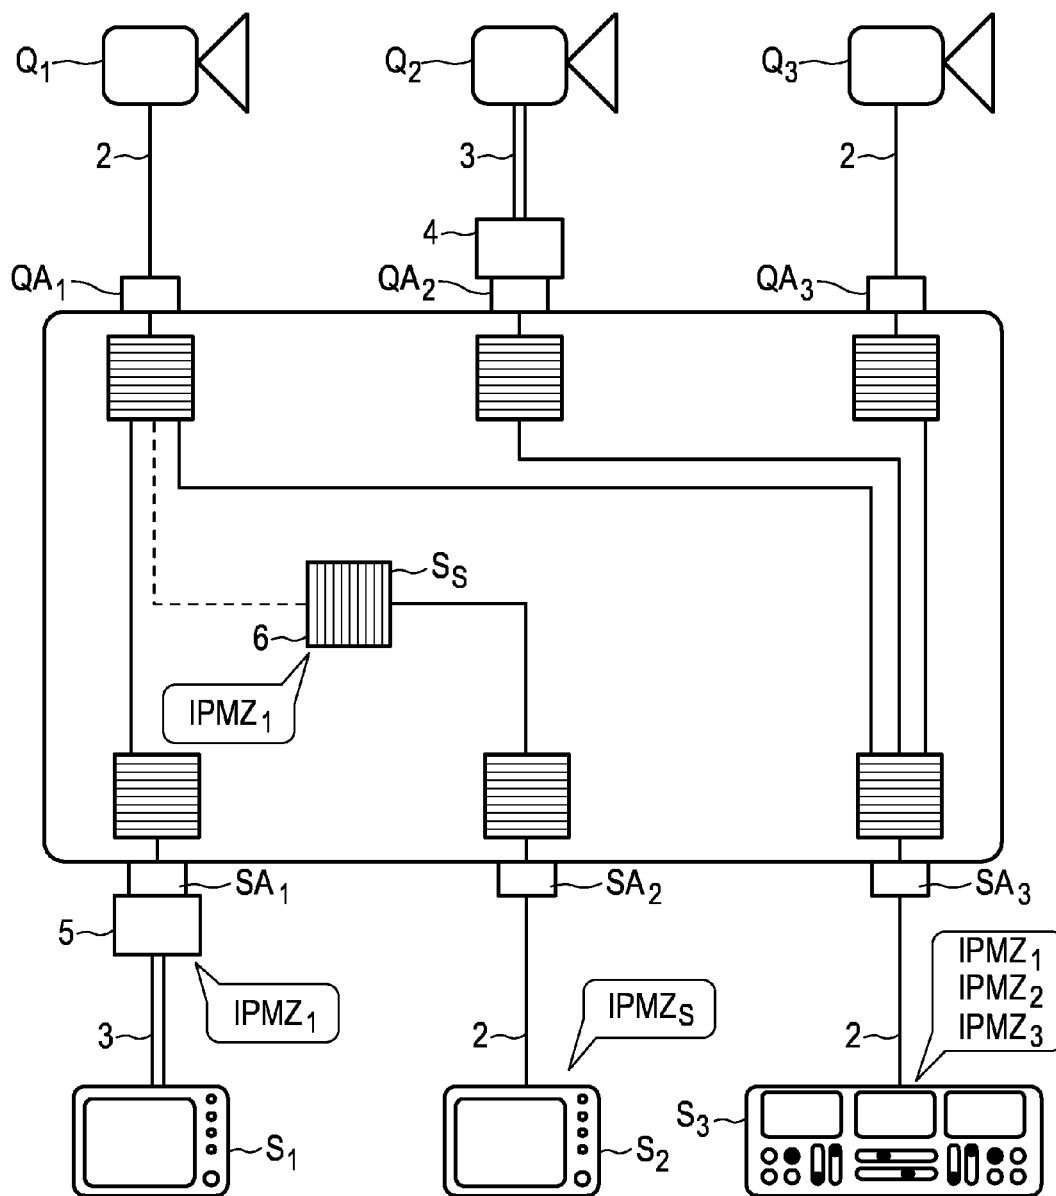 Q1 Q2 Q3
2 3 2
4
QA1 QA2 QA3
SS
6
IPMZ1
SA1 SA2 SA3
5
IPMZ1
IPMZS
IPMZ1
IPMZ2
IPMZ3
3 2 2
S1 S2 S3